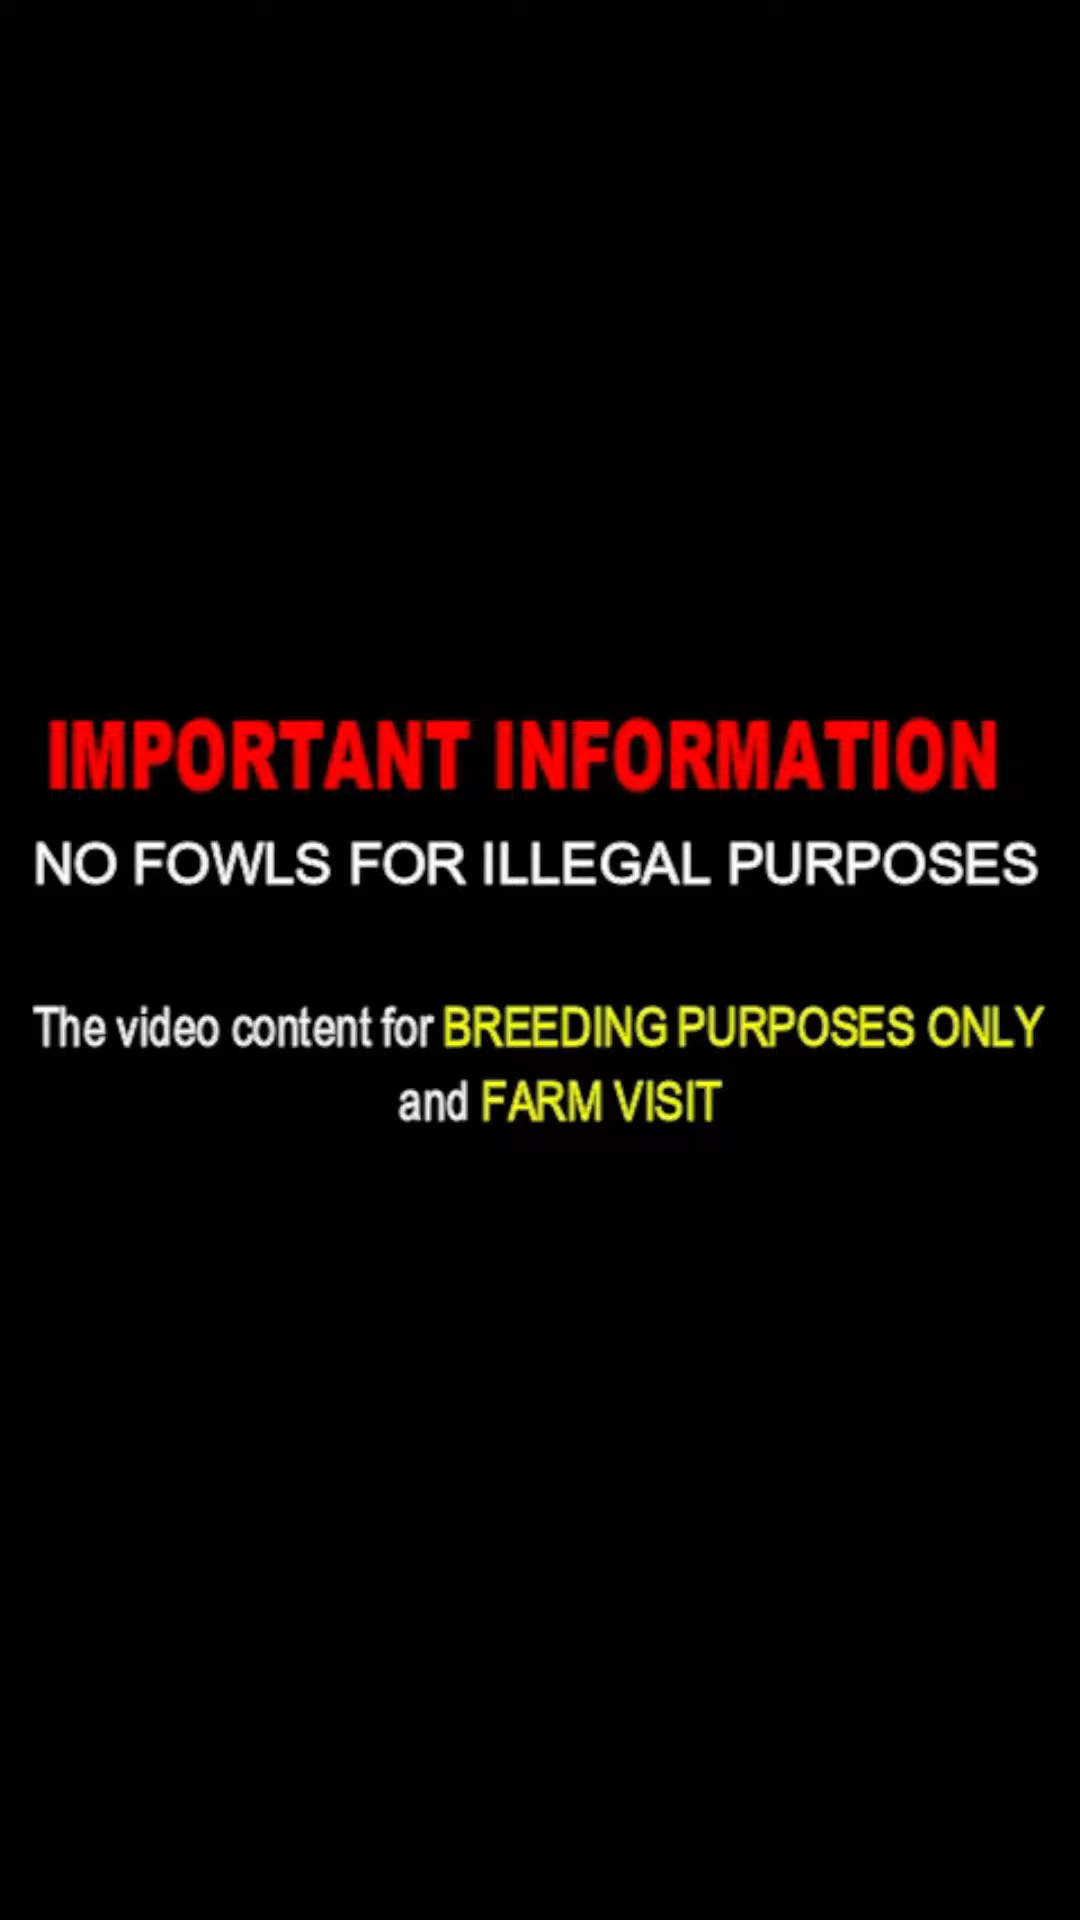 IMPORTANT INFORMATION
NO FOWLS FOR ILLEGAL PURPOSES
The video content for BREEDING PURPOSES ONLY
and FARM VISIT